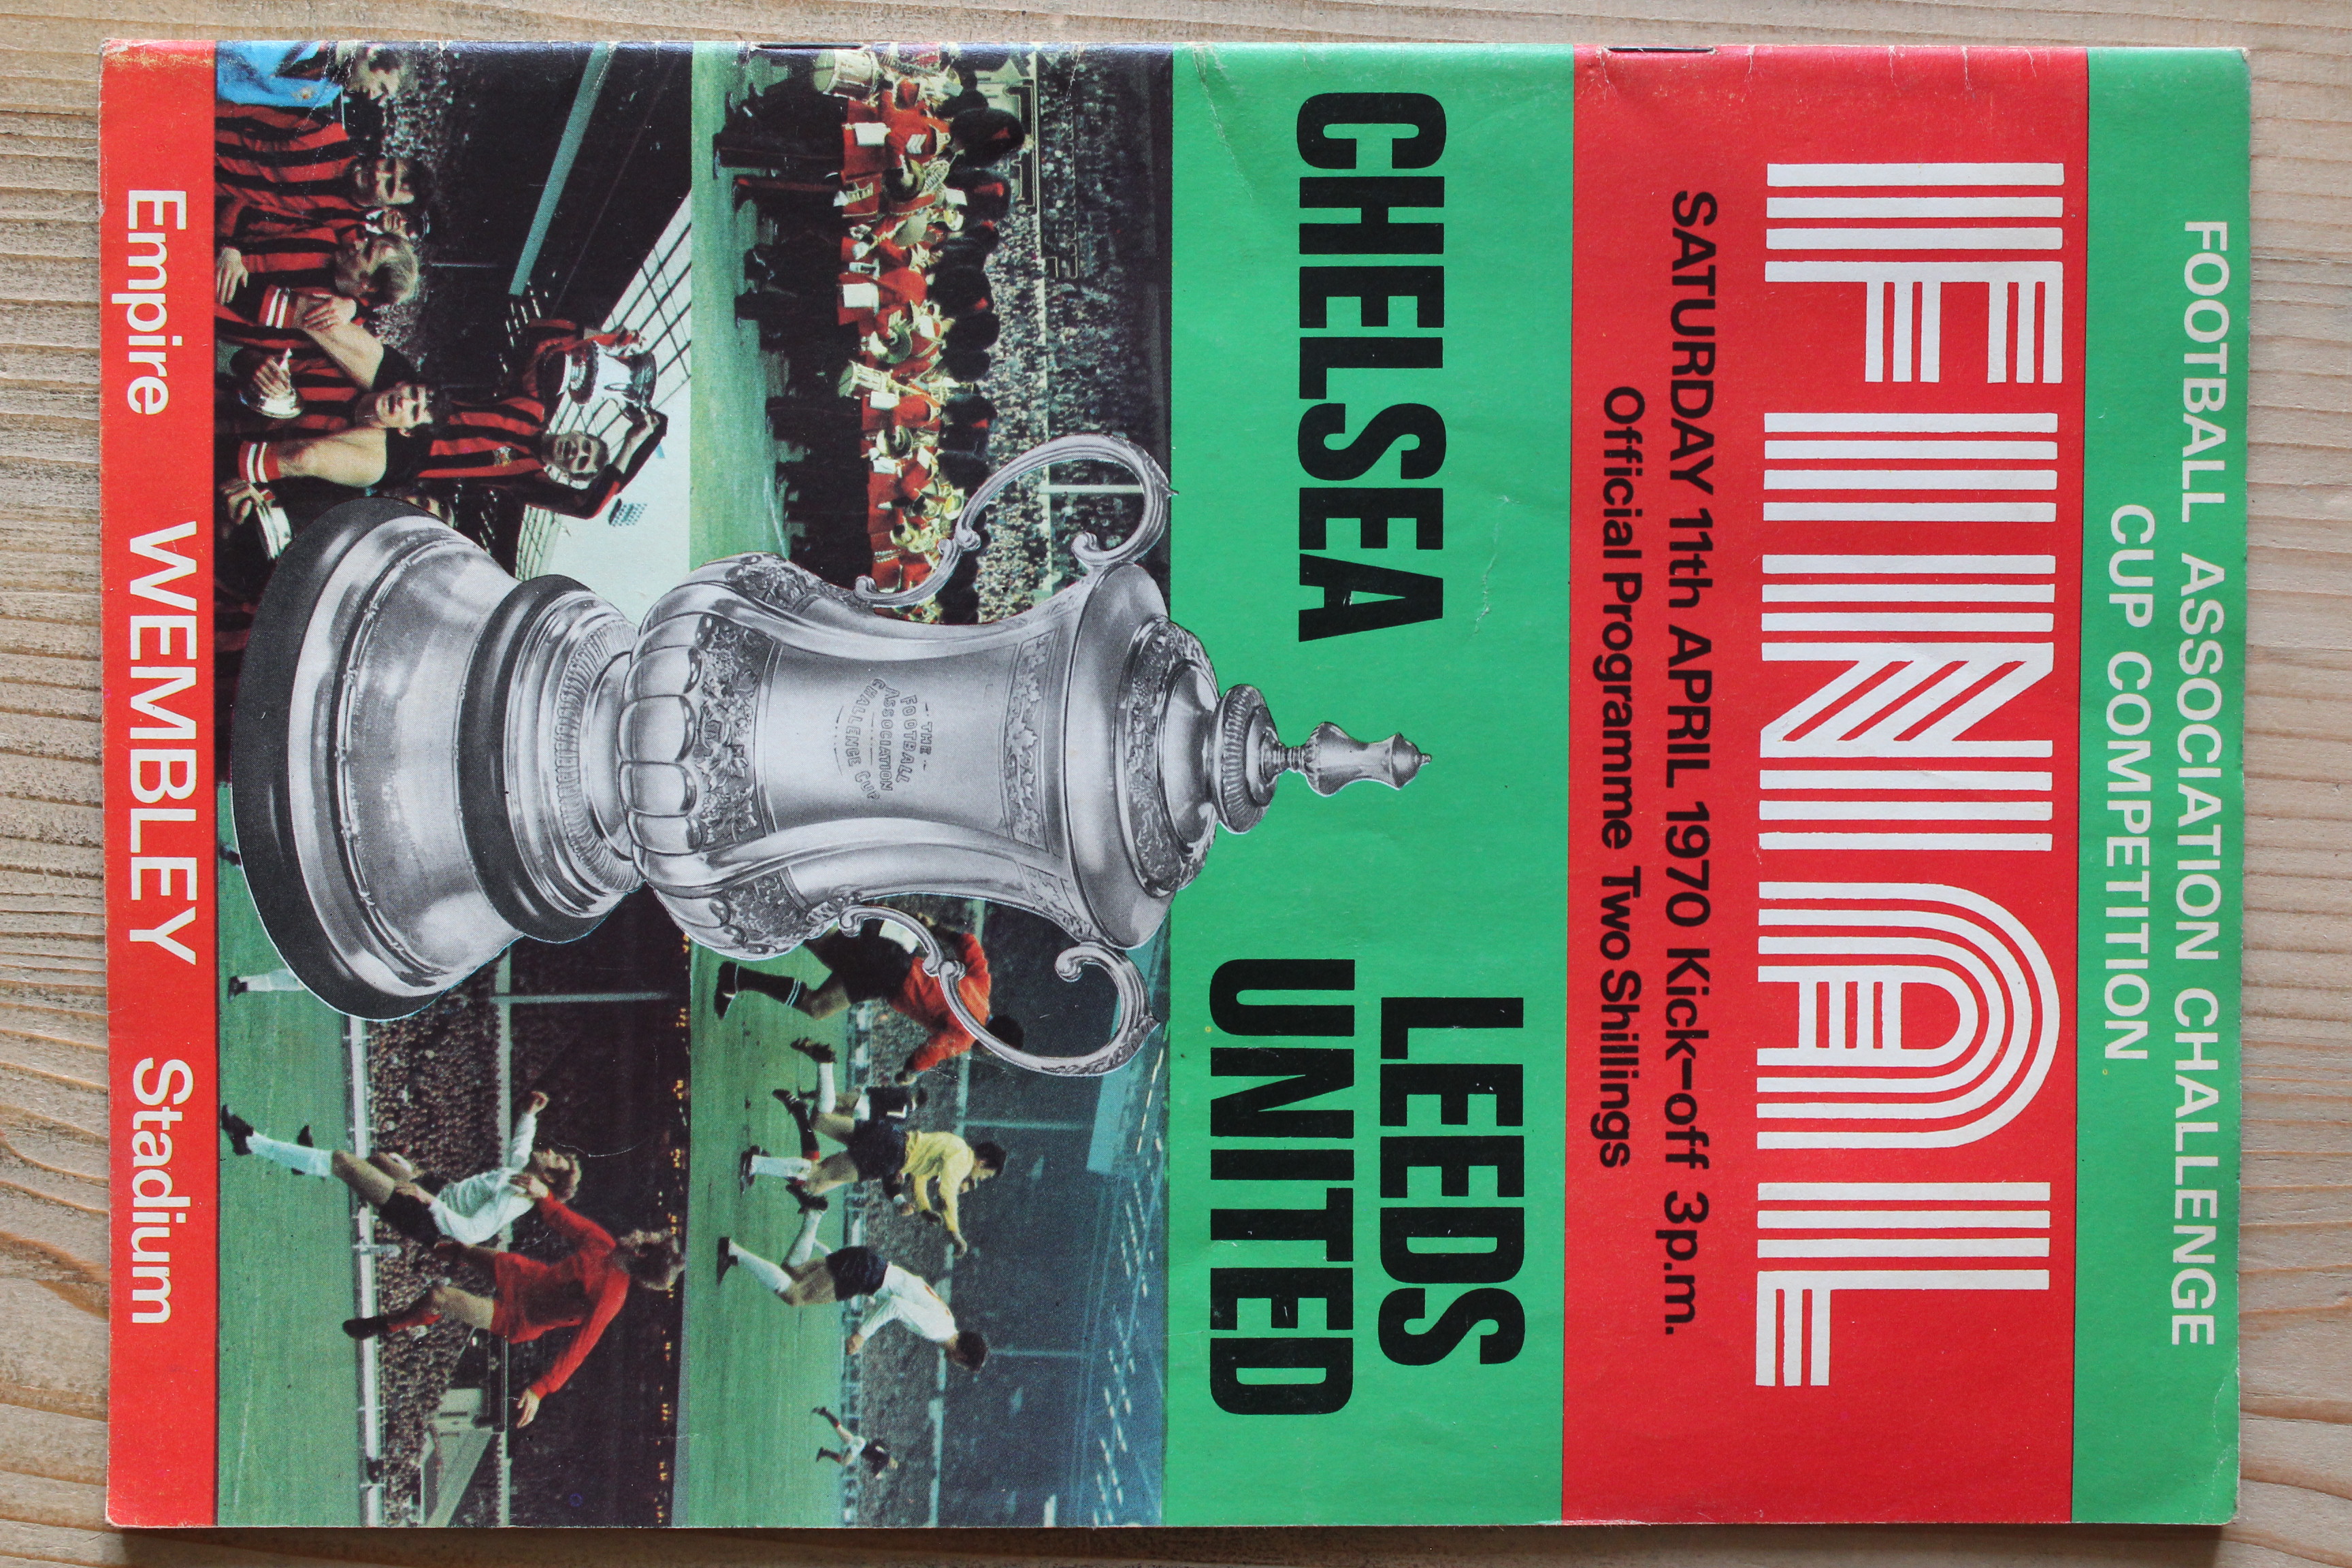 FOOTBALL ASSOCIATION CHALLENGE
CUP COMPETITION
FINAL
SATURDAY 11th APRIL 1970 Kick-off 3p.m.
Official Programme Two Shillings
CHELSEA
LEEDS
UNITED
THE
FOOTBALL
ASSOCIATION
CHALLENGE CUP
Empire WEMBLEY Stadium